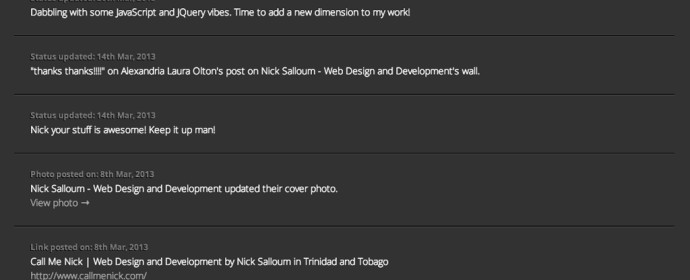 Dabbling with some JavaScript and JQuery vibes. Time to add a new dimension to my work!
Status updated: 14th Mar, 2013
"thanks thanks!!!!" on Alexandria Laura Olton's post on Nick Salloum - Web Design and Development's wall.
Status updated: 14th Mar, 2013
Nick your stuff is awesome! Keep it up man!
Photo posted on: 8th Mar, 2013
Nick Salloum - Web Design and Development updated their cover photo.
View photo →
Link posted on: 8th Mar, 2013
Call Me Nick | Web Design and Development by Nick Salloum in Trinidad and Tobago
http://www.callmenick.com/